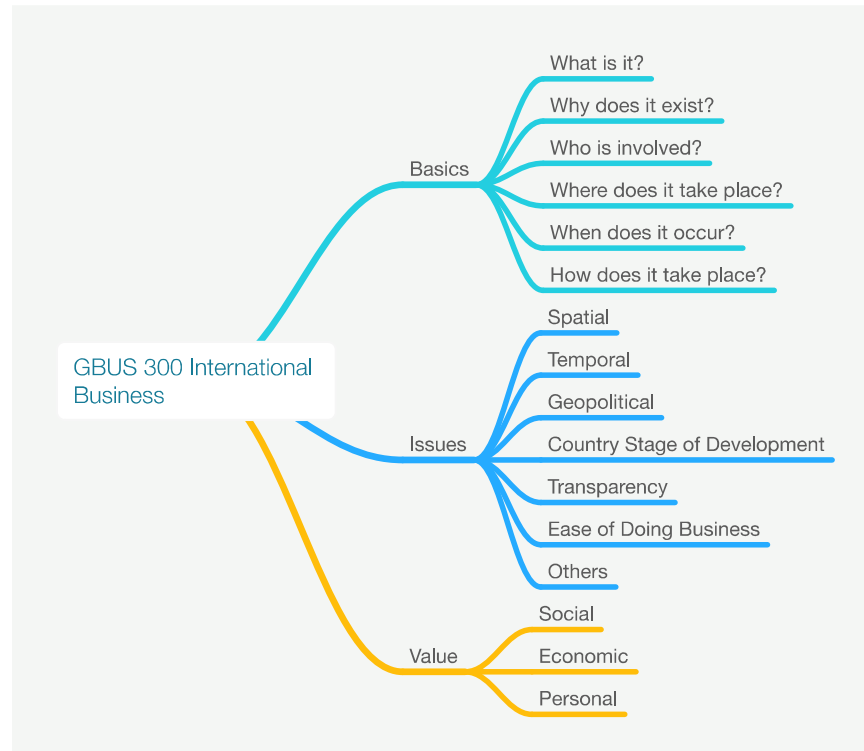 GBUS 300 International
Business
Basics
What is it?
Why does it exist?
Who is involved?
Where does it take place?
When does it occur?
How does it take place?
Issues
Spatial
Temporal
Geopolitical
Country Stage of Development
Transparency
Ease of Doing Business
Others
Value
Social
Economic
Personal